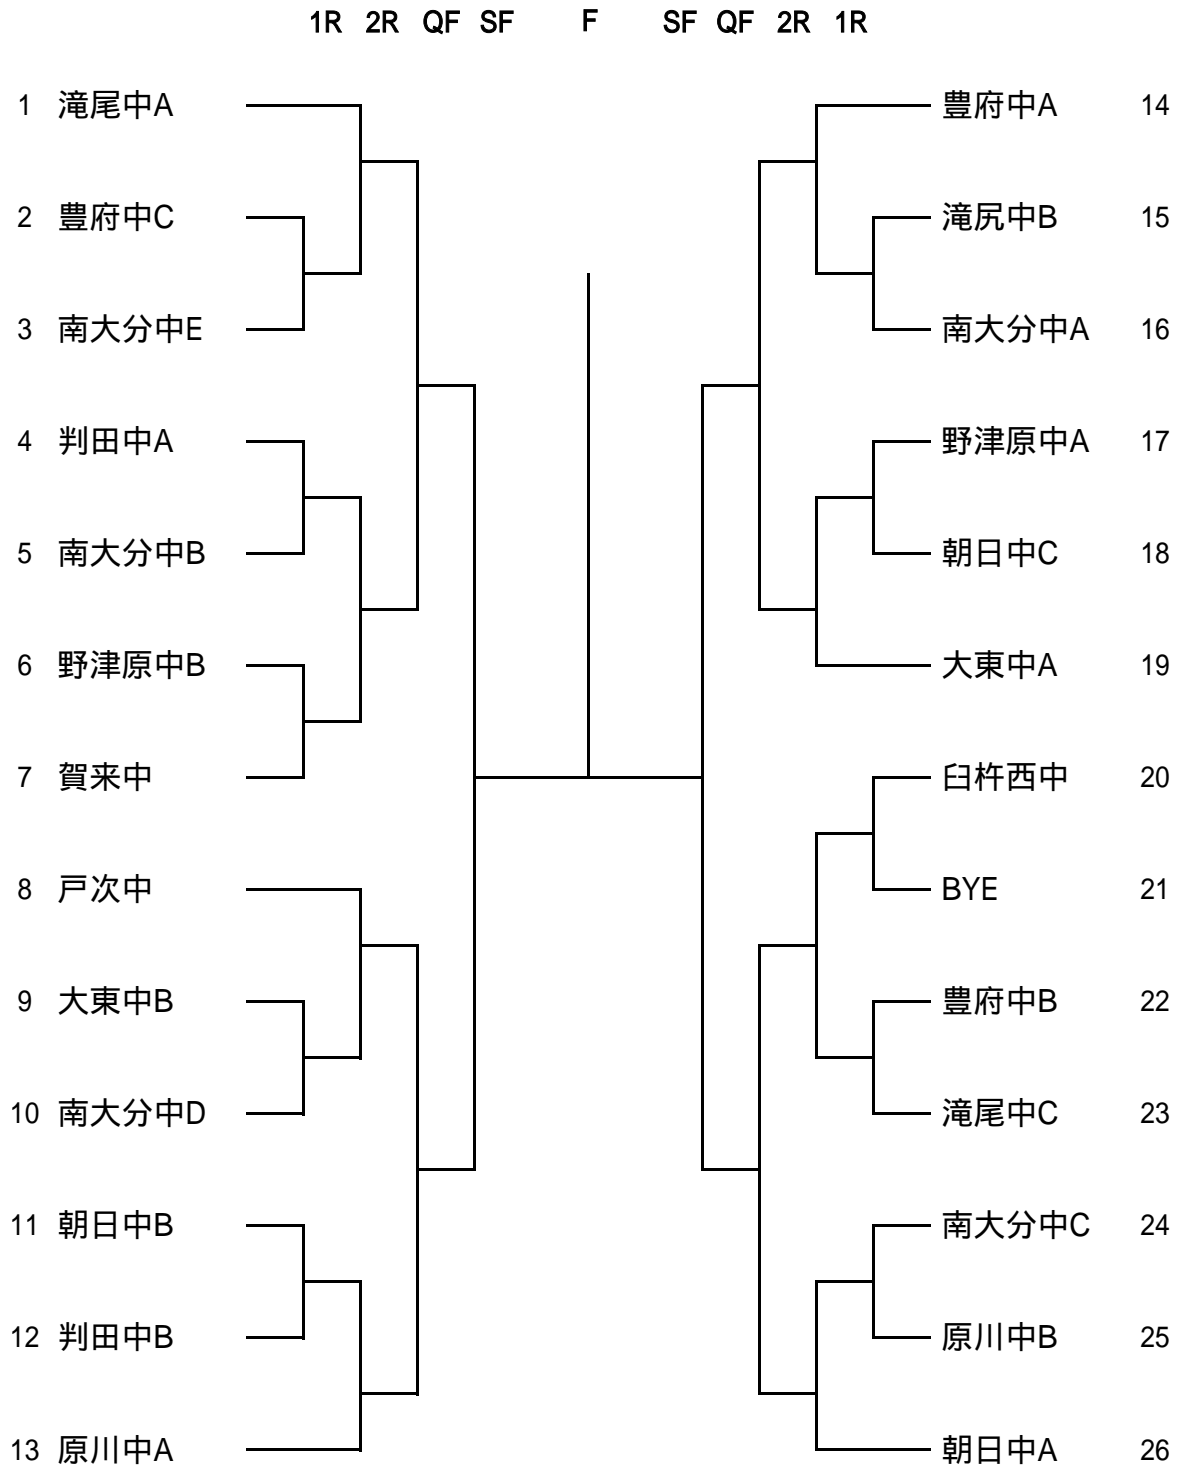 1R 2R QF SF F SF QF 2R 1R
1 滝尾中A 豊府中A 14
2 豊府中C 滝尻中B 15
3 南大分中E 南大分中A 16
4 判田中A 野津原中A 17
5 南大分中B 朝日中C 18
6 野津原中B 大東中A 19
7 賀来中 臼杵西中 20
8 戸次中 BYE 21
9 大東中B 豊府中B 22
10 南大分中D 滝尾中C 23
11 朝日中B 南大分中C 24
12 判田中B 原川中B 25
13 原川中A 朝日中A 26